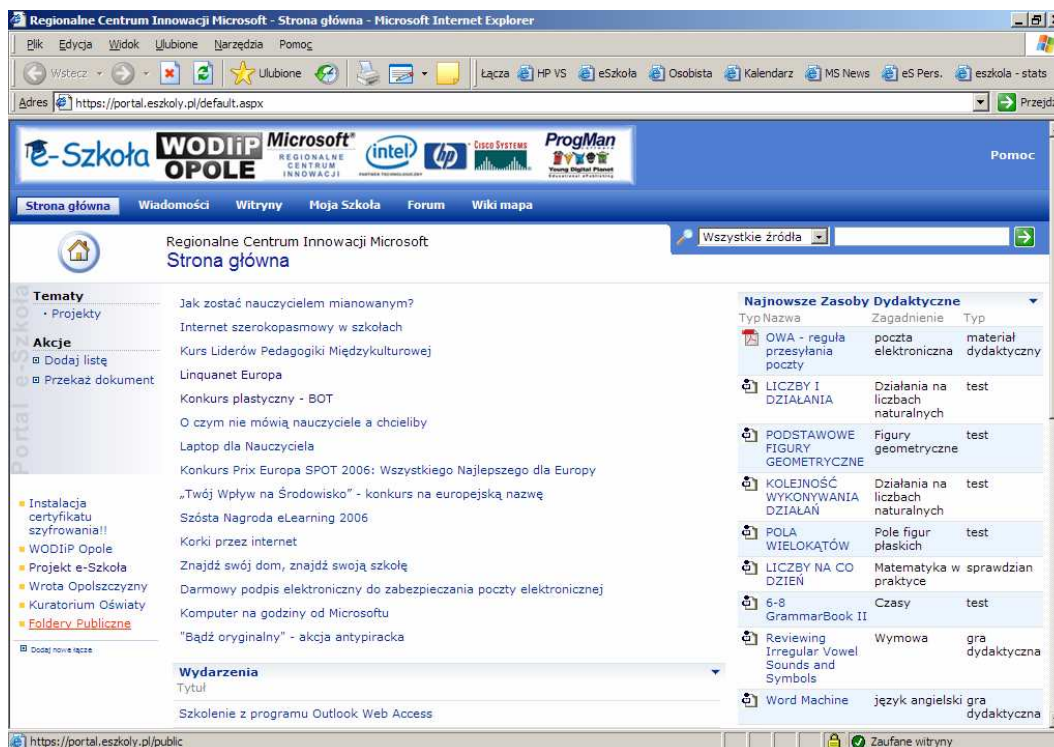 Regionalne Centrum Innowacji Microsoft - Strona główna - Microsoft Internet Explorer
Plik Edycja Widok Ulubione Narzędzia Pomoc
Wstecz Ulubione Łącza HP VS eSzkoła Osobista Kalendarz MS News eS Pers. eszkola - stats
Adres https://portal.eszkoly.pl/default.aspx Przejdź
e-Szkoła WODIiP OPOLE Microsoft REGIONALNE CENTRUM INNOWACJI intel hp CISCO SYSTEMS ProgMan Young Digital Planet
Pomoc
Strona główna Wiadomości Witryny Moja Szkoła Forum Wiki mapa
Regionalne Centrum Innowacji Microsoft
Strona główna
Wszystkie źródła
Portal e-Szkoła
Tematy
Projekty
Akcje
Dodaj listę
Przekaż dokument
Instalacja
certyfikatu
szyfrowania!!
WODIiP Opole
Projekt e-Szkoła
Wrota Opolszczyzny
Kuratorium Oświaty
Foldery Publiczne
Dodaj nowe łącze
Jak zostać nauczycielem mianowanym?
Internet szerokopasmowy w szkołach
Kurs Liderów Pedagogiki Międzykulturowej
Linquanet Europa
Konkurs plastyczny - BOT
O czym nie mówią nauczyciele a chcieliby
Laptop dla Nauczyciela
Konkurs Prix Europa SPOT 2006: Wszystkiego Najlepszego dla Europy
„Twój Wpływ na Środowisko" - konkurs na europejską nazwę
Szósta Nagroda eLearning 2006
Korki przez internet
Znajdź swój dom, znajdź swoją szkołę
Darmowy podpis elektroniczny do zabezpieczania poczty elektronicznej
Komputer na godziny od Microsoftu
"Bądź oryginalny" - akcja antypiracka
Wydarzenia
Tytuł
Szkolenie z programu Outlook Web Access
Najnowsze Zasoby Dydaktyczne
Typ Nazwa Zagadnienie Typ
OWA - reguła poczta materiał
przesyłania elektroniczna dydaktyczny
poczty
LICZBY I Działania na test
DZIAŁANIA liczbach
naturalnych
PODSTAWOWE Figury test
FIGURY geometryczne
GEOMETRYCZNE
KOLEJNOŚĆ Działania na test
WYKONYWANIA liczbach
DZIAŁAŃ naturalnych
POLA Pole figur test
WIELOKĄTÓW płaskich
LICZBY NA CO Matematyka w sprawdzian
DZIEŃ praktyce
6-8 Czasy test
GrammarBook II
Reviewing Wymowa gra
Irregular Vowel dydaktyczna
Sounds and
Symbols
Word Machine język angielski gra
dydaktyczna
https://portal.eszkoly.pl/public Zaufane witryny